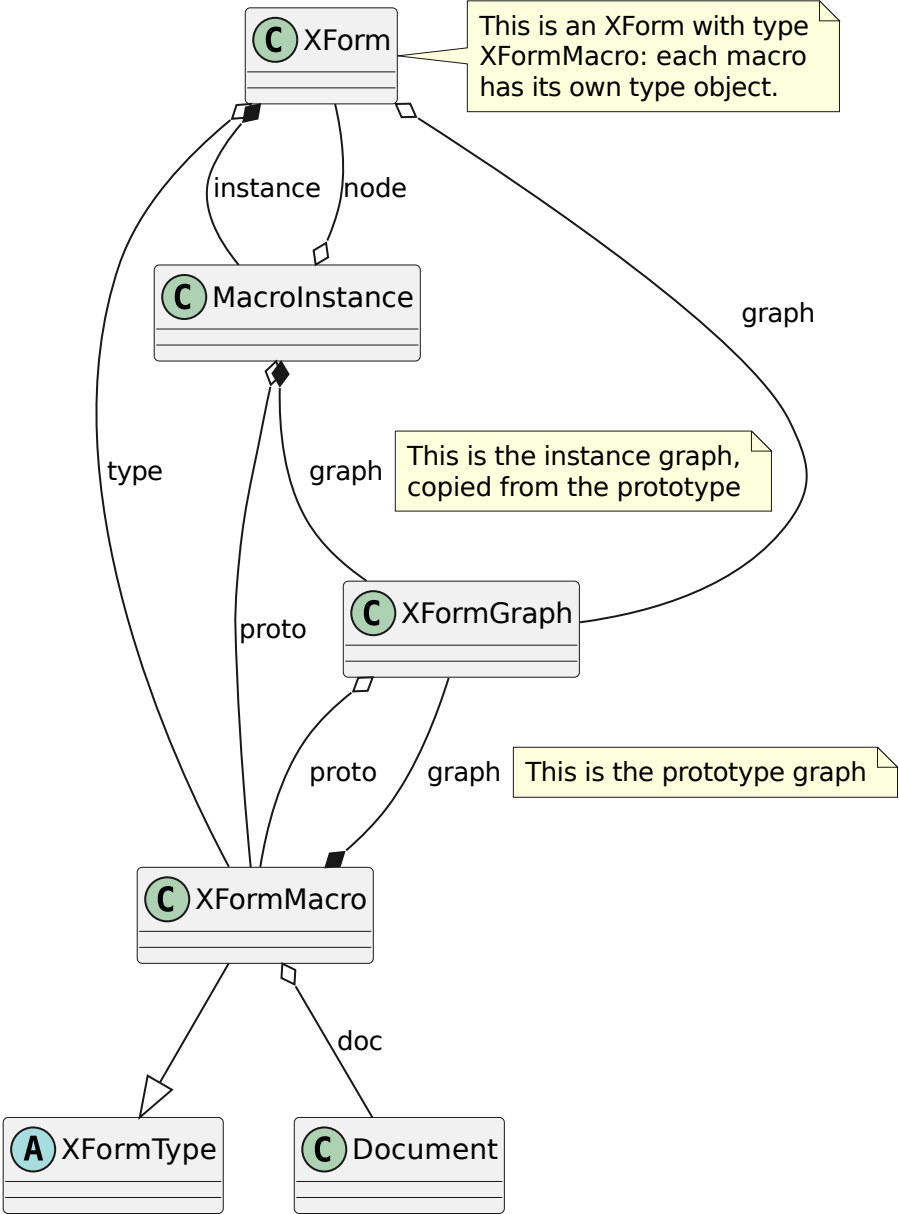 C XForm
This is an XForm with type
XFormMacro: each macro
has its own type object.
instance
node
C MacroInstance
graph
type
graph
This is the instance graph,
copied from the prototype
C XFormGraph
proto
proto
graph
This is the prototype graph
C XFormMacro
doc
A XFormType
C Document